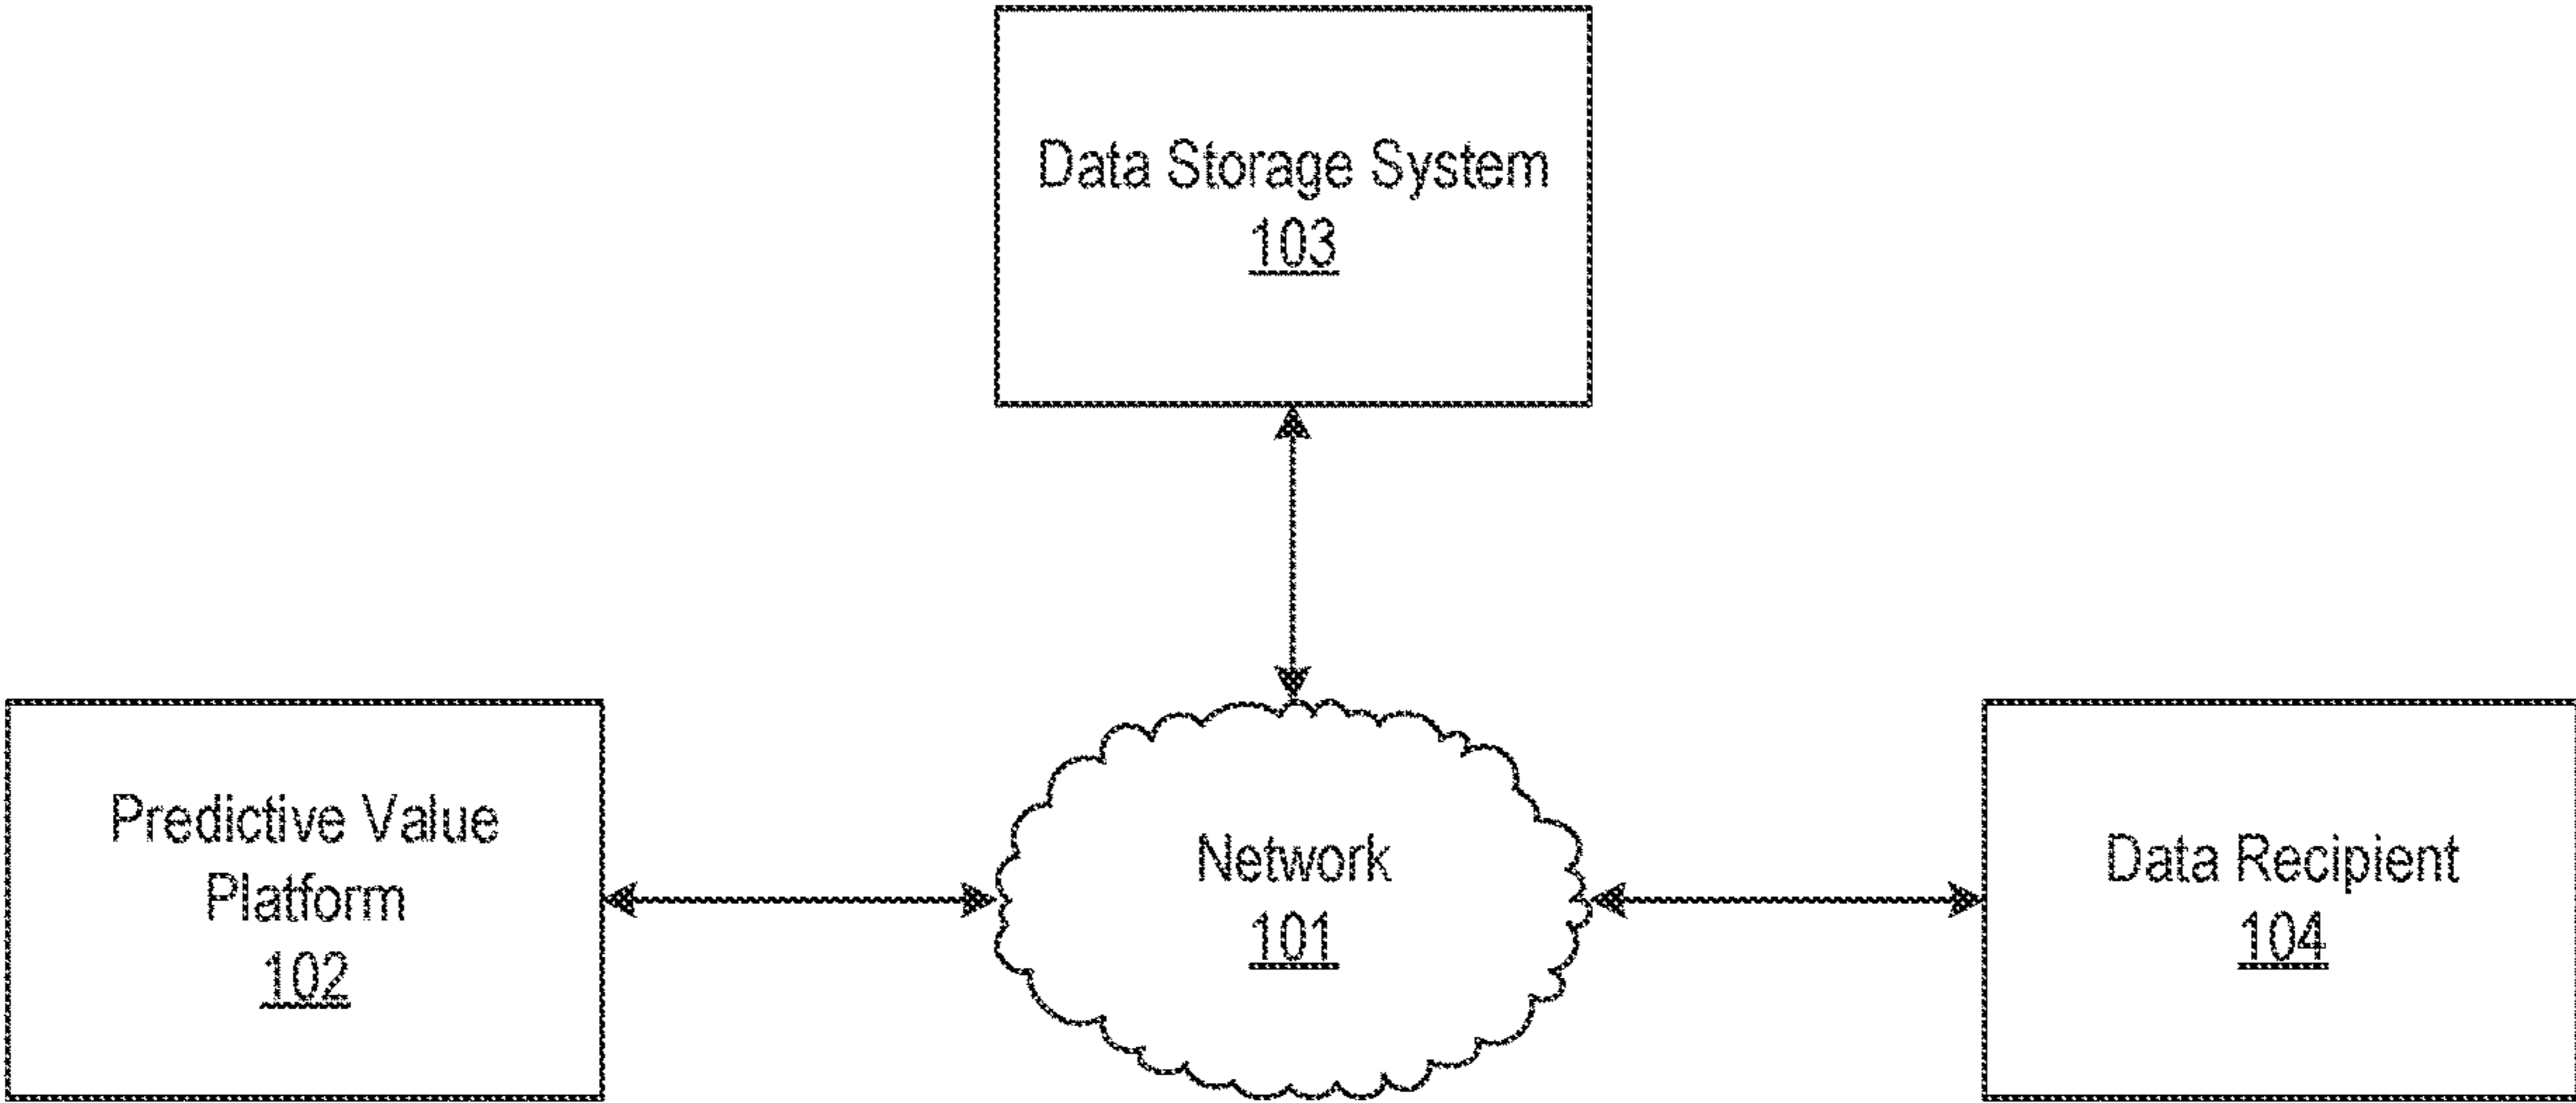 Data Storage System
103
Predictive Value
Platform
102
Network
101
Data Recipient
104